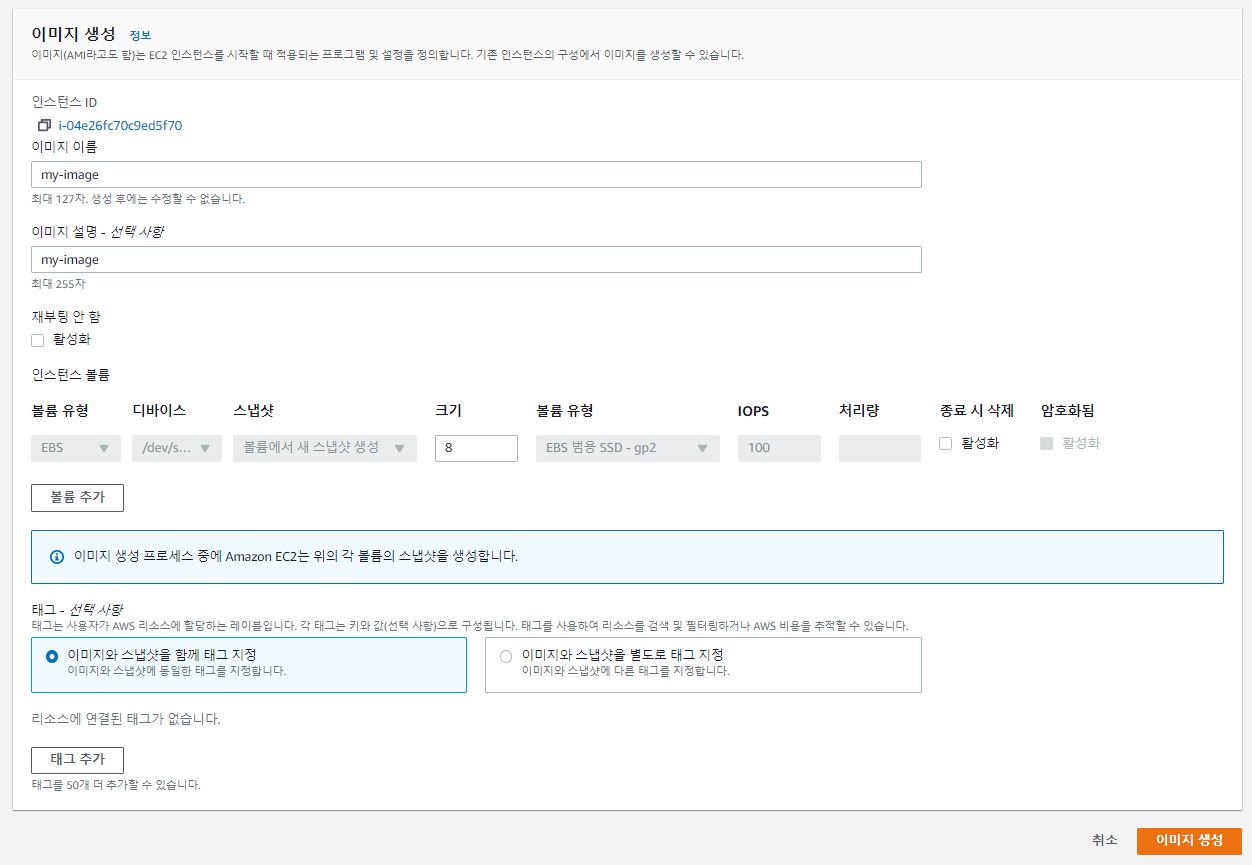 이미지 생성 정보
이미지(AMI라고도 함)는 EC2 인스턴스를 시작할 때 적용되는 프로그램 및 설정을 정의합니다. 기존 인스턴스의 구성에서 이미지를 생성할 수 있습니다.
인스턴스 ID
i-04e26fc70c9ed5f70
이미지 이름
my-image
최대 127자. 생성 후에는 수정할 수 없습니다.
이미지 설명 - 선택 사항
my-image
최대 255자
재부팅 안 함
활성화
인스턴스 볼륨
볼륨 유형 디바이스 스냅샷 크기 볼륨 유형 IOPS 처리량 종료 시 삭제 암호화됨
EBS /dev/s... 볼륨에서 새 스냅샷 생성 8 EBS 범용 SSD - gp2 100 활성화 활성화
볼륨 추가
이미지 생성 프로세스 중에 Amazon EC2는 위의 각 볼륨의 스냅샷을 생성합니다.
태그 - 선택 사항
태그는 사용자가 AWS 리소스에 할당하는 레이블입니다. 각 태그는 키와 값(선택 사항)으로 구성됩니다. 태그를 사용하여 리소스를 검색 및 필터링하거나 AWS 비용을 추적할 수 있습니다.
이미지와 스냅샷을 함께 태그 지정 이미지와 스냅샷을 별도로 태그 지정
이미지와 스냅샷에 동일한 태그를 지정합니다. 이미지와 스냅샷에 다른 태그를 지정합니다.
리소스에 연결된 태그가 없습니다.
태그 추가
태그를 50개 더 추가할 수 있습니다.
취소 이미지 생성